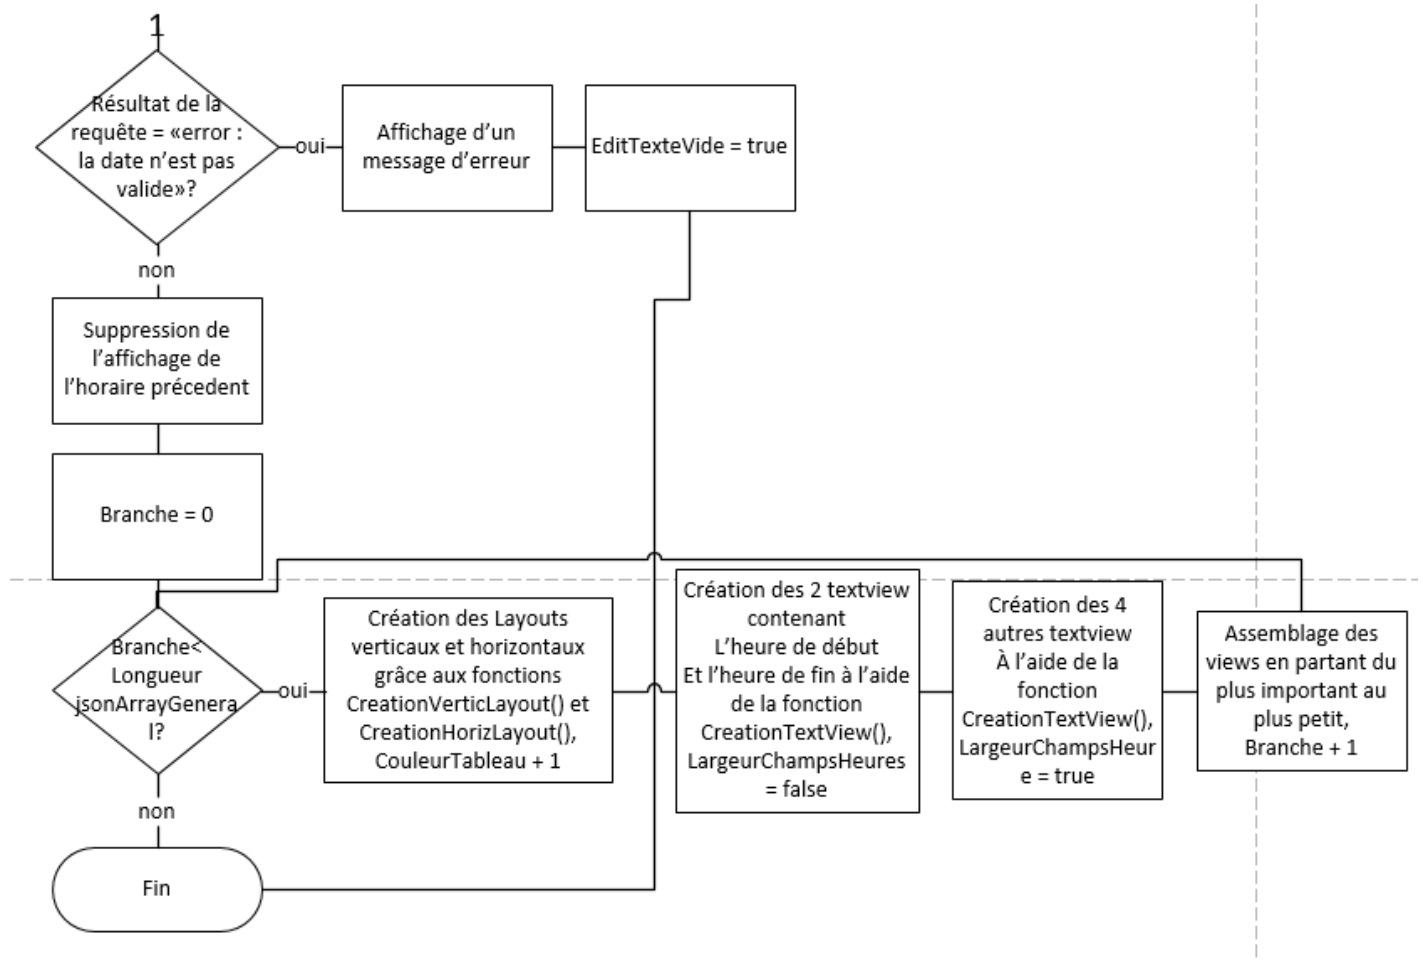 1
Résultat de la
requête = «error :
la date n’est pas
valide»?
oui
Affichage d’un
message d’erreur
EditTexteVide = true
non
Suppression de
l’affichage de
l’horaire précedent
Branche = 0
Branche<
Longueur
jsonArrayGenera
l?
oui
Création des Layouts
verticaux et horizontaux
grâce aux fonctions
CreationVerticLayout() et
CreationHorizLayout(),
CouleurTableau + 1
Création des 2 textview
contenant
L’heure de début
Et l’heure de fin à l’aide
de la fonction
CreationTextView(),
LargeurChampsHeures
= false
Création des 4
autres textview
À l’aide de la
fonction
CreationTextView(),
LargeurChampsHeur
e = true
Assemblage des
views en partant du
plus important au
plus petit,
Branche + 1
non
Fin